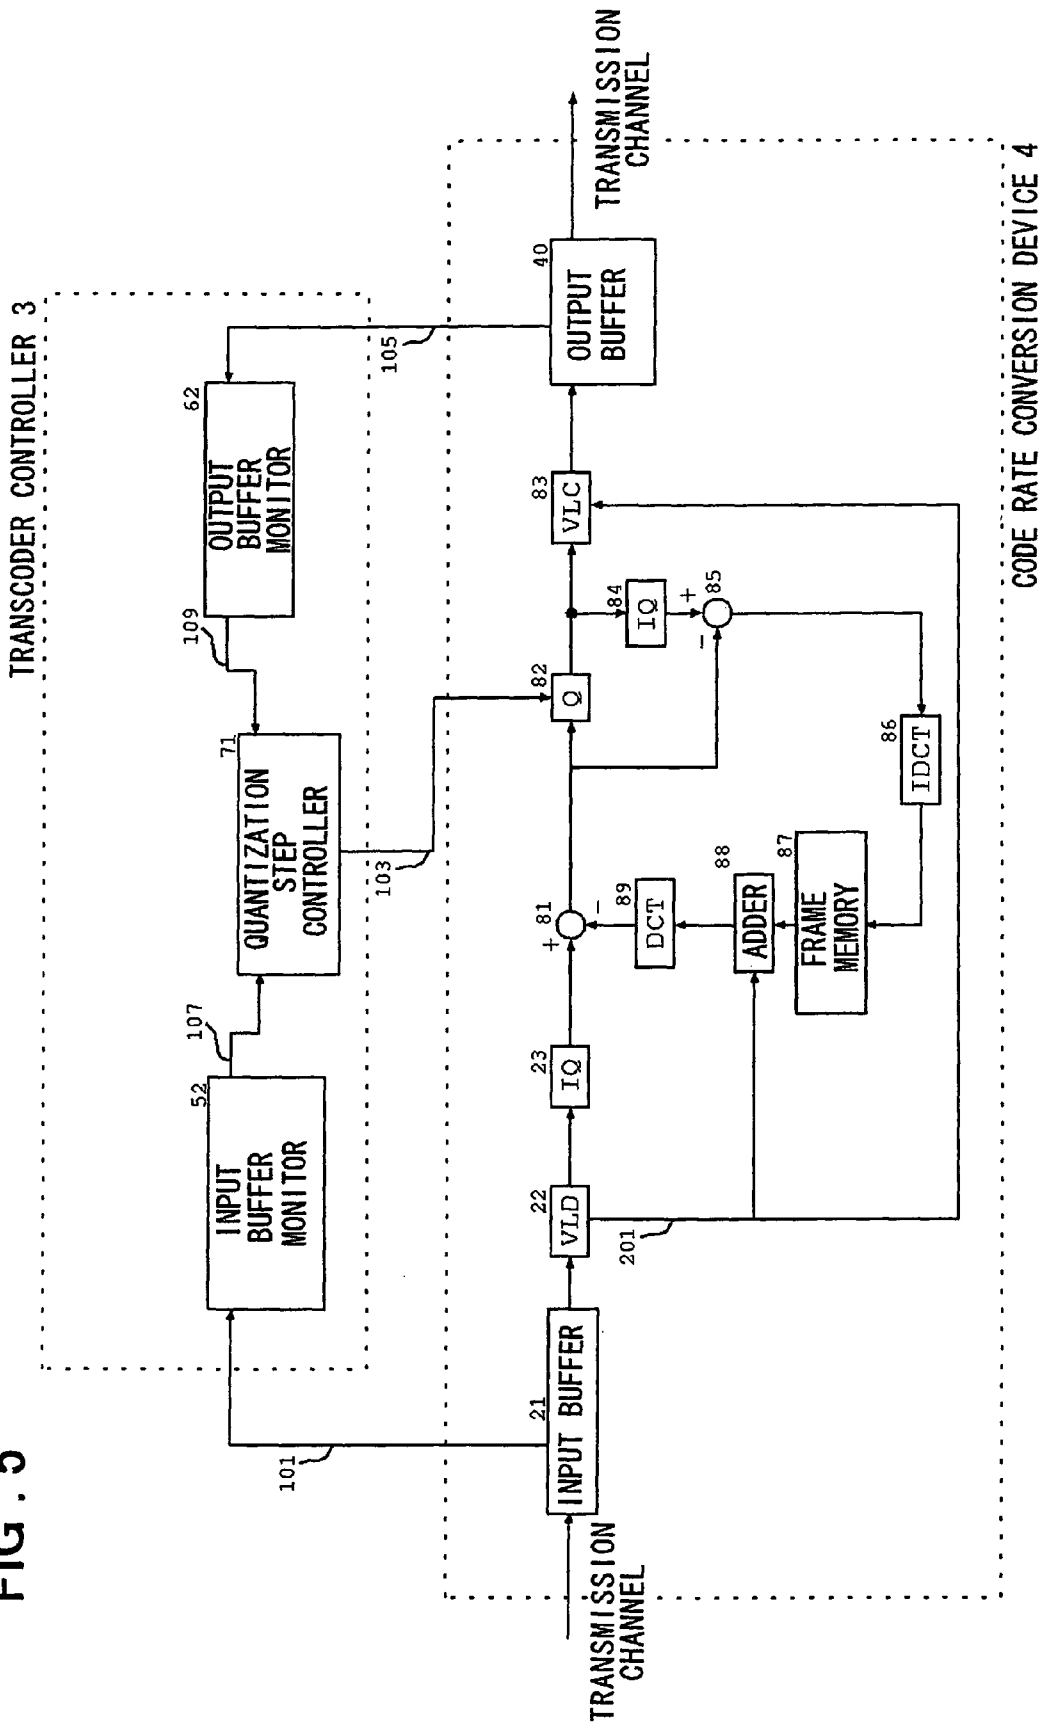 FIG. 5
TRANSCODER CONTROLLER 3
INPUT
BUFFER
MONITOR
52
107
QUANTIZATION
STEP
CONTROLLER
71
109
OUTPUT
BUFFER
MONITOR
62
101
103
105
TRANSMISSION
CHANNEL
INPUT BUFFER
21
VLD
22
IQ
23
+
81
−
Q
82
VLC
83
OUTPUT
BUFFER
40
TRANSMISSION
CHANNEL
IQ
84
+
−
85
DCT
89
ADDER
88
FRAME
MEMORY
87
IDCT
86
201
CODE RATE CONVERSION DEVICE 4